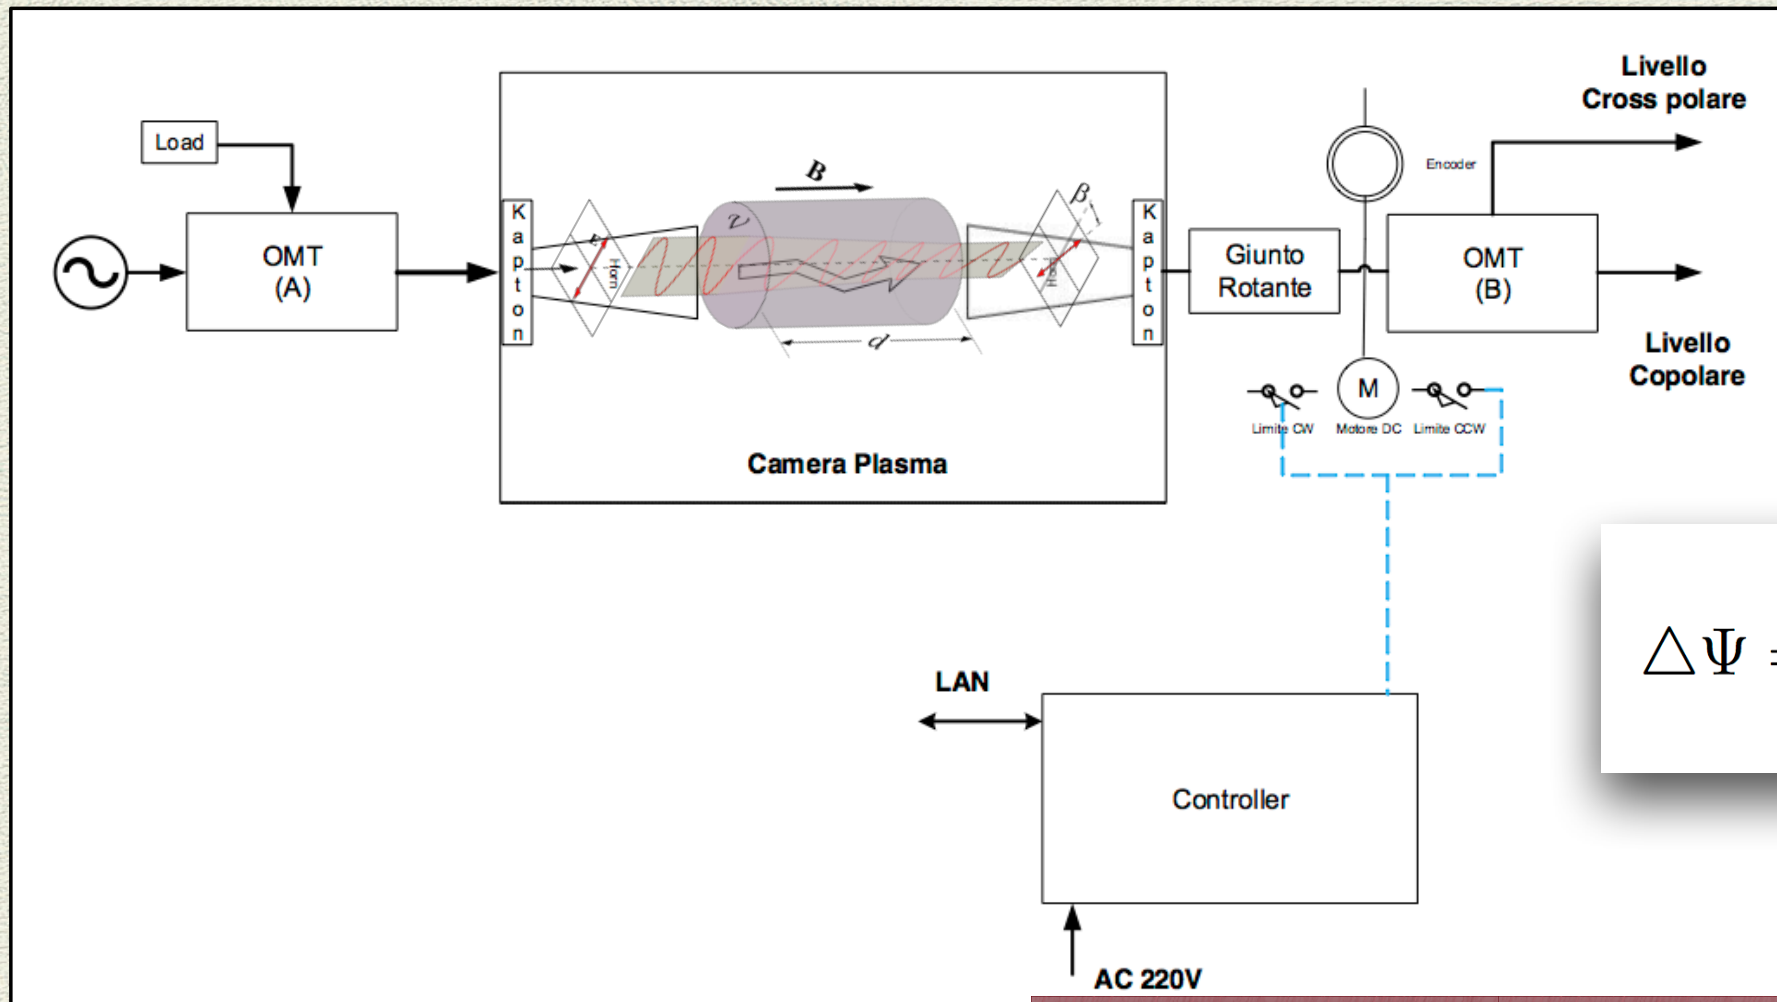 Livello
Cross polare
Load
Encoder
B
β
ν
K
a
p
t
o
n
Horn
K
a
p
t
o
n
OMT
(A)
Giunto
Rotante
OMT
(B)
d
Livello
Copolare
M
Limite CW
Motore DC
Limite CCW
Camera Plasma
△Ψ =
LAN
Controller
AC 220V